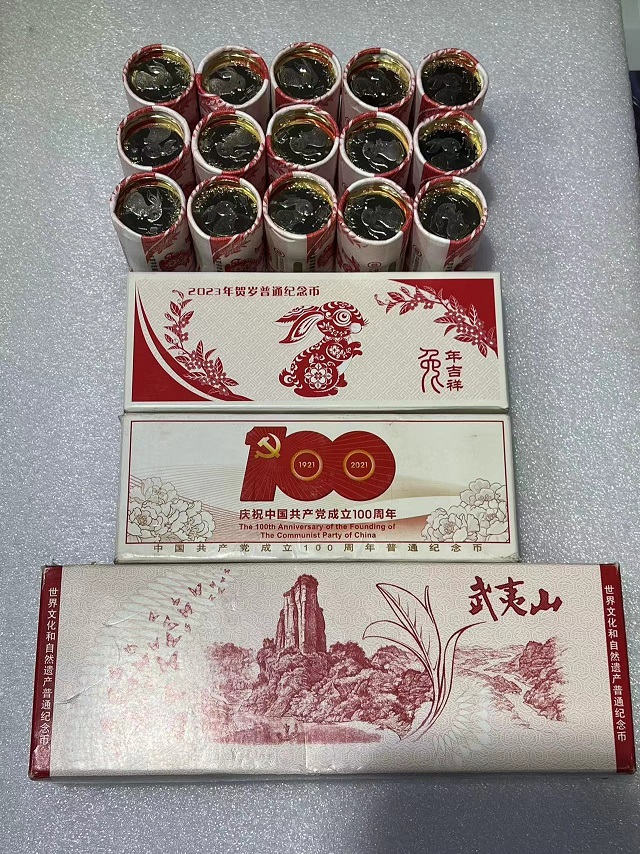 2023年贺岁普通纪念币
兔
年吉祥
100
1921
2021
庆祝中国共产党成立100周年
The 100th Anniversary of the Founding of
The Communist Party of China
中国共产党成立100周年普通纪念币
世界文化和自然遗产普通纪念币
武夷山
世界文化和自然遗产普通纪念币